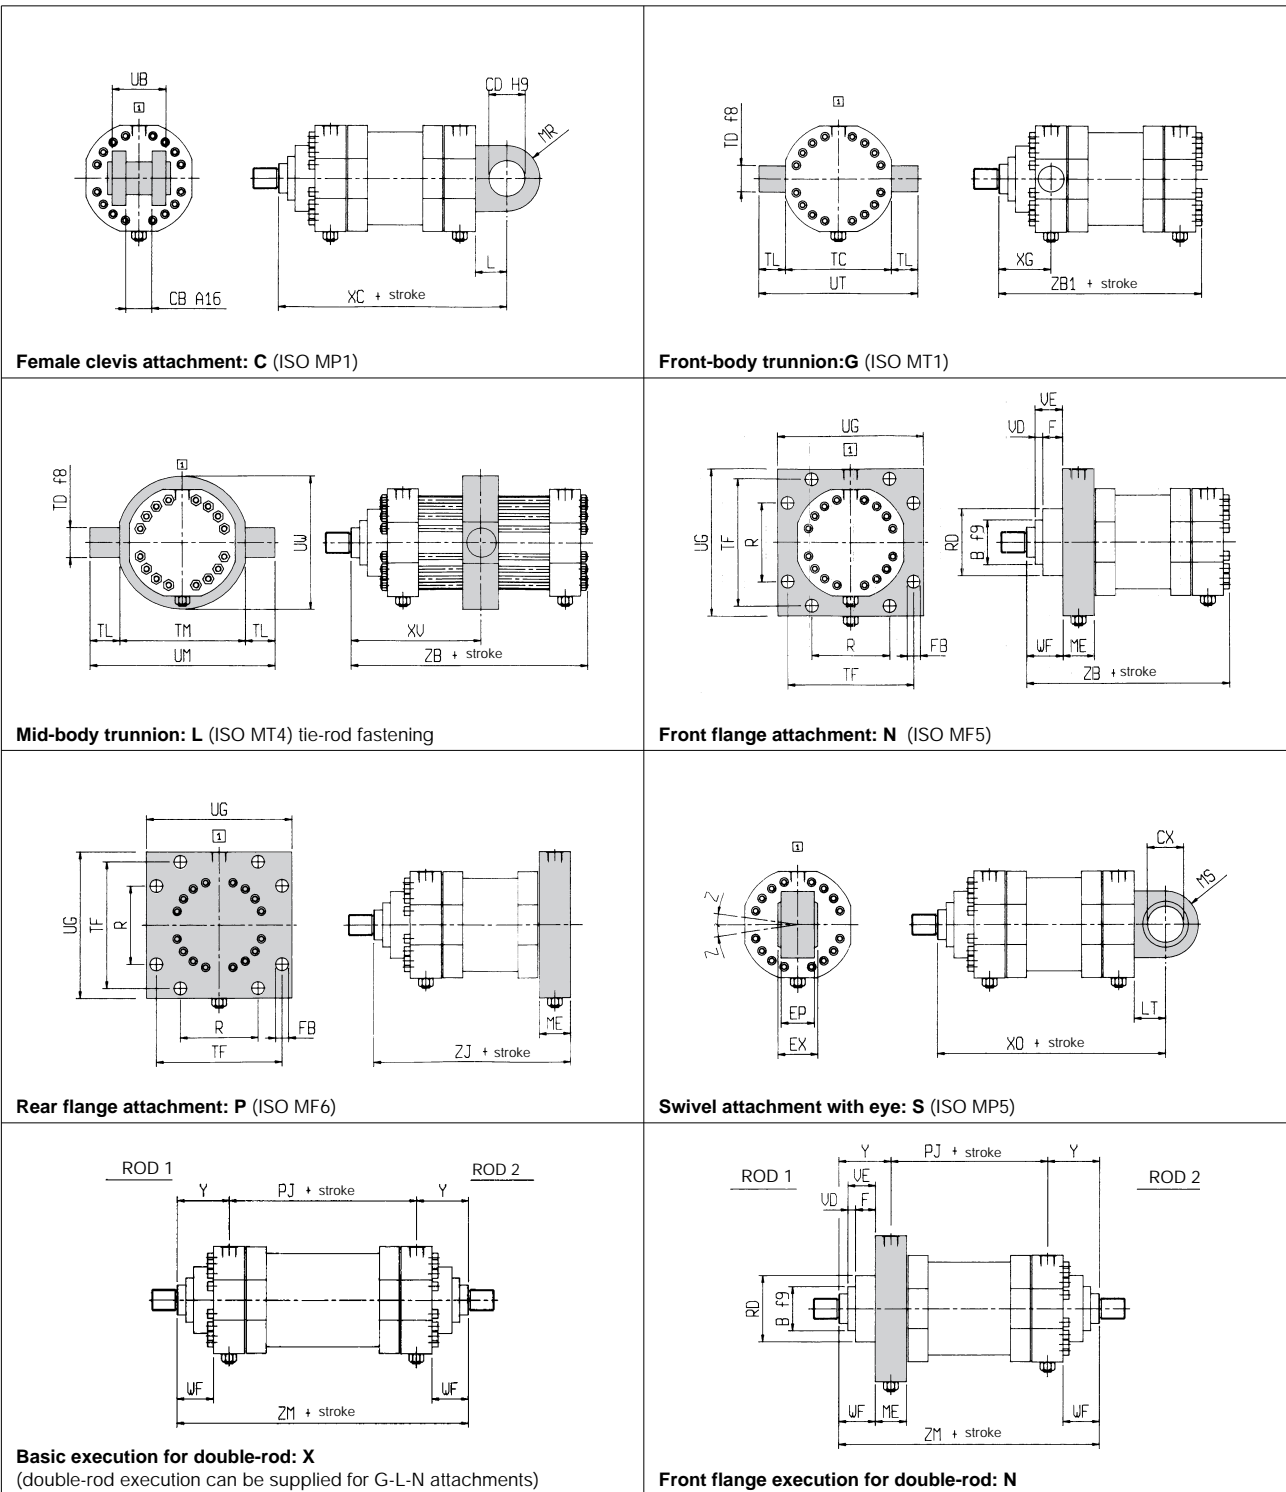 UB
1
CD H9
MR
L
CB A16
XC + stroke
Female clevis attachment: C (ISO MP1)
TD f8
1
TL TC TL
UT
XG
ZB1 + stroke
Front-body trunnion:G (ISO MT1)
TD f8
1
UW
TL TM TL
UM
XV
ZB + stroke
Mid-body trunnion: L (ISO MT4) tie-rod fastening
UG
1
UG
TF
R
R
FB
TF
VE
VD F
RD
B f9
WF ME
ZB + stroke
Front flange attachment: N (ISO MF5)
UG
1
UG
TF
R
R
FB
TF
ME
ZJ + stroke
Rear flange attachment: P (ISO MF6)
1
Z
Z
EP
EX
CX
MS
LT
XO + stroke
Swivel attachment with eye: S (ISO MP5)
ROD 1
ROD 2
Y PJ + stroke Y
WF WF
ZM + stroke
Basic execution for double-rod: X
(double-rod execution can be supplied for G-L-N attachments)
Y PJ + stroke Y
ROD 1
ROD 2
VE
VD F
RD
B f9
WF ME WF
ZM + stroke
Front flange execution for double-rod: N